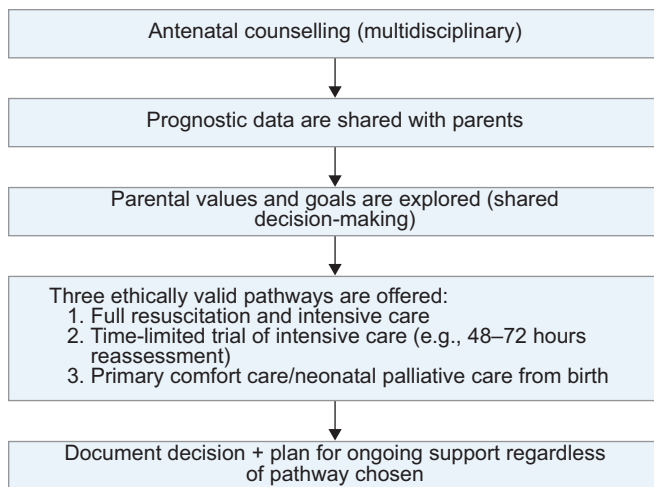 Antenatal counselling (multidisciplinary)
Prognostic data are shared with parents
Parental values and goals are explored (shared
decision-making)
Three ethically valid pathways are offered:
1. Full resuscitation and intensive care
2. Time-limited trial of intensive care (e.g., 48–72 hours
reassessment)
3. Primary comfort care/neonatal palliative care from birth
Document decision + plan for ongoing support regardless
of pathway chosen